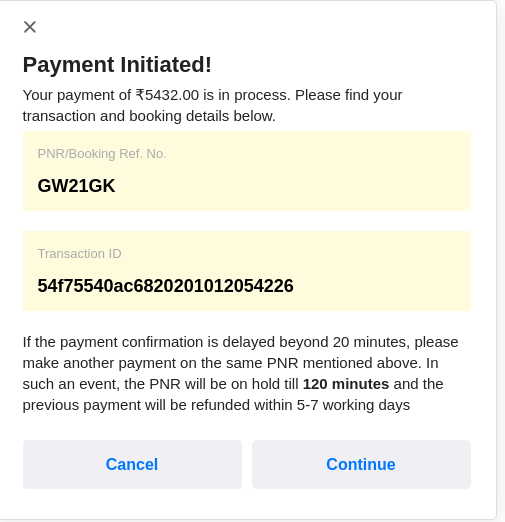 Payment Initiated!
Your payment of ₹5432.00 is in process. Please find your
transaction and booking details below.
PNR/Booking Ref. No.
GW21GK
Transaction ID
54f75540ac6820201012054226
If the payment confirmation is delayed beyond 20 minutes, please
make another payment on the same PNR mentioned above. In
such an event, the PNR will be on hold till 120 minutes and the
previous payment will be refunded within 5-7 working days
Cancel Continue